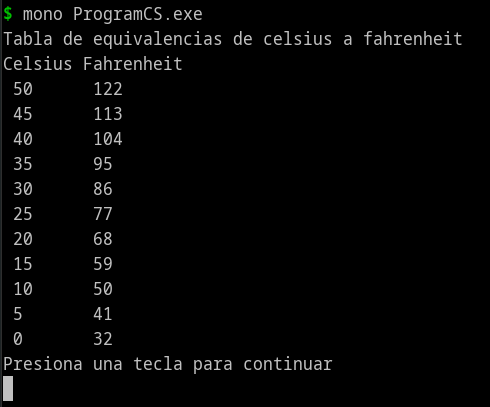 $ mono ProgramCS.exe
Tabla de equivalencias de celsius a fahrenheit
Celsius Fahrenheit
 50      122
 45      113
 40      104
 35      95
 30      86
 25      77
 20      68
 15      59
 10      50
 5       41
 0       32
Presiona una tecla para continuar